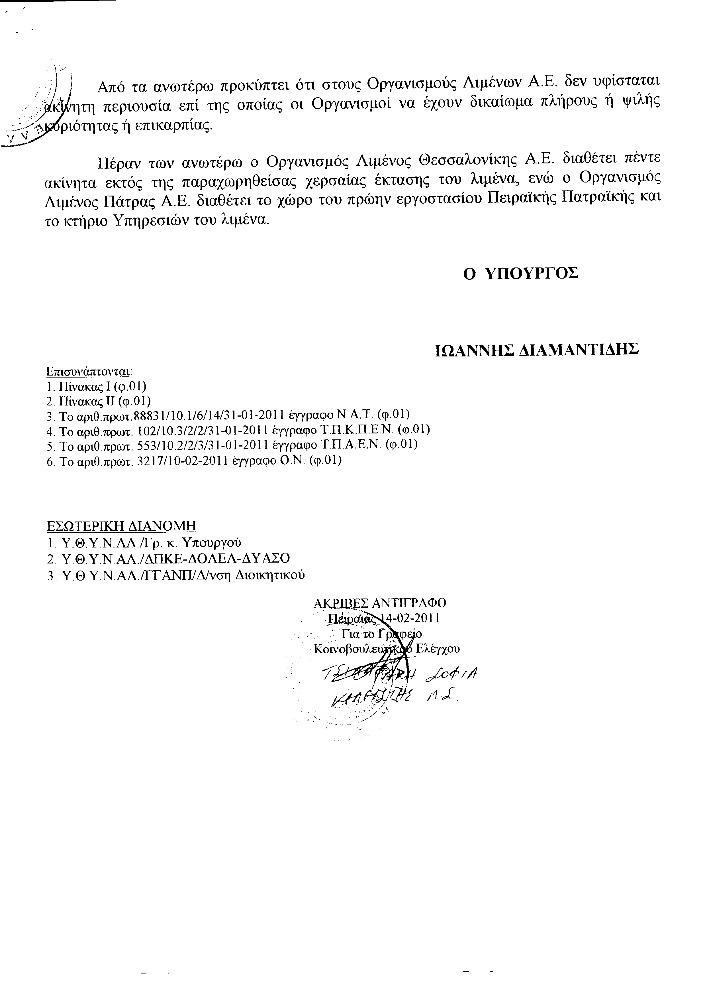 Από τα ανωτέρω προκύπτει ότι στους Οργανισμούς Λιμένων Α.Ε. δεν υφίσταται
ακίνητη περιουσία επί της οποίας οι Οργανισμοί να έχουν δικαίωμα πλήρους ή ψιλής
κυριότητας ή επικαρπίας.
Πέραν των ανωτέρω ο Οργανισμός Λιμένος Θεσσαλονίκης Α.Ε. διαθέτει πέντε
ακίνητα εκτός της παραχωρηθείσας χερσαίας έκτασης του λιμένα, ενώ ο Οργανισμός
Λιμένος Πάτρας Α.Ε. διαθέτει το χώρο του πρώην εργοστασίου Πειραϊκής Πατραϊκής και
το κτήριο Υπηρεσιών του λιμένα.
Ο ΥΠΟΥΡΓΟΣ
ΙΩΑΝΝΗΣ ΔΙΑΜΑΝΤΙΔΗΣ
Επισυνάπτονται:
1. Πίνακας Ι (φ.01)
2. Πίνακας ΙΙ (φ.01)
3. Το αριθ.πρωτ.88831/10.1/6/14/31-01-2011 έγγραφο Ν.Α.Τ. (φ.01)
4. Το αριθ.πρωτ. 102/10.3/2/2/31-01-2011 έγγραφο Τ.Π.Κ.Π.Ε.Ν. (φ.01)
5. Το αριθ.πρωτ. 553/10.2/2/3/31-01-2011 έγγραφο Τ.Π.Α.Ε.Ν. (φ.01)
6. Το αριθ.πρωτ. 3217/10-02-2011 έγγραφο Ο.Ν. (φ.01)
ΕΣΩΤΕΡΙΚΗ ΔΙΑΝΟΜΗ
1. Υ.Θ.Υ.Ν.ΑΛ./Γρ. κ. Υπουργού
2. Υ.Θ.Υ.Ν.ΑΛ./ΔΠΚΕ-ΔΟΛΕΛ-ΔΥΑΣΟ
3. Υ.Θ.Υ.Ν.ΑΛ./ΓΓΑΝΠ/Δ/νση Διοικητικού
ΑΚΡΙΒΕΣ ΑΝΤΙΓΡΑΦΟ
Πειραιάς 14-02-2011
Για το Γραφείο
Κοινοβουλευτικού Ελέγχου
ΣΟΦΙΑ
Λ.Σ.